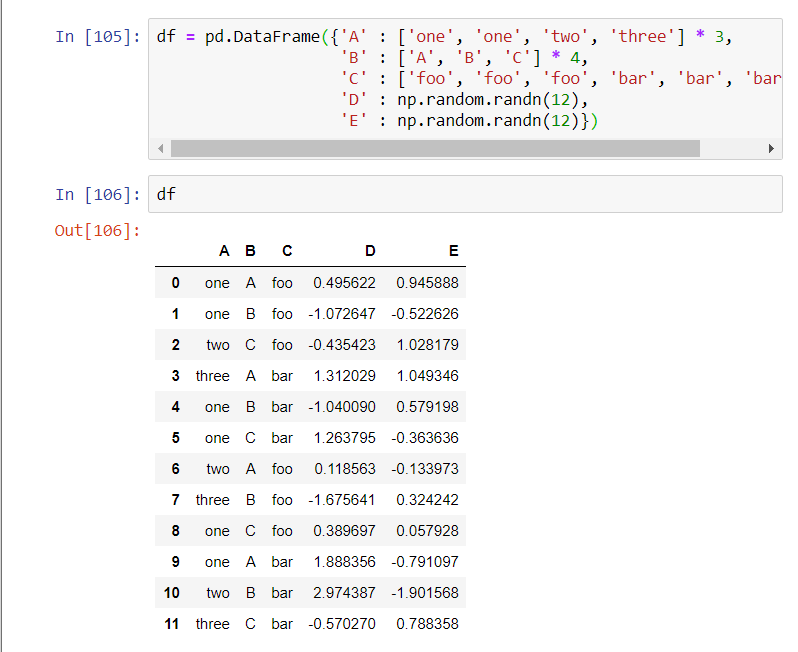 In [105]: df = pd.DataFrame({'A' : ['one', 'one', 'two', 'three'] * 3,
'B' : ['A', 'B', 'C'] * 4,
'C' : ['foo', 'foo', 'foo', 'bar', 'bar', 'bar
'D' : np.random.randn(12),
'E' : np.random.randn(12)})
In [106]: df
Out[106]:
A B C D E
0 one A foo 0.495622 0.945888
1 one B foo -1.072647 -0.522626
2 two C foo -0.435423 1.028179
3 three A bar 1.312029 1.049346
4 one B bar -1.040090 0.579198
5 one C bar 1.263795 -0.363636
6 two A foo 0.118563 -0.133973
7 three B foo -1.675641 0.324242
8 one C foo 0.389697 0.057928
9 one A bar 1.888356 -0.791097
10 two B bar 2.974387 -1.901568
11 three C bar -0.570270 0.788358